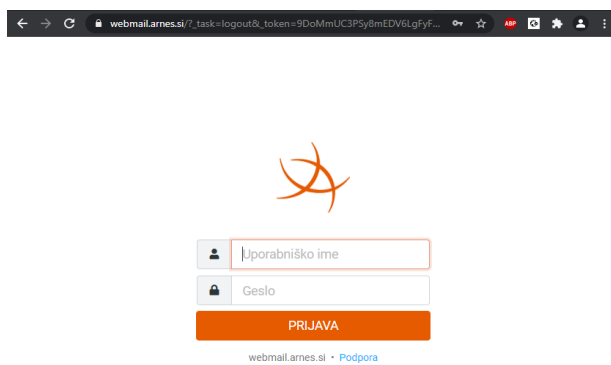 webmail.arnes.si/?_task=logout&_token=9DoMmUC3PSy8mEDV6LgFyF...
ABP
Uporabniško ime
Geslo
PRIJAVA
webmail.arnes.si • Podpora